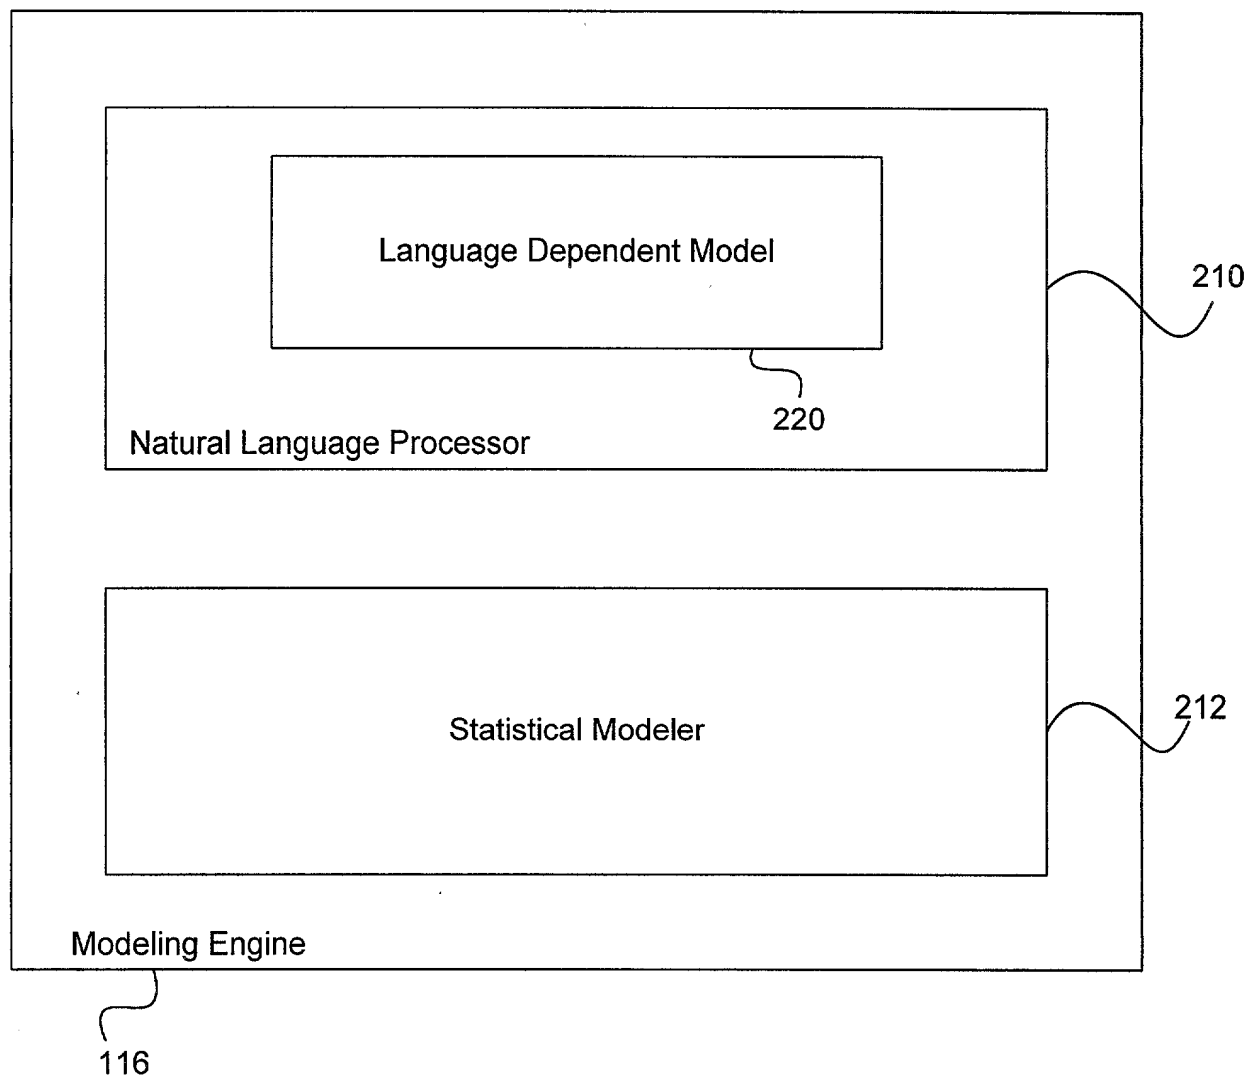 Language Dependent Model
210
220
Natural Language Processor
Statistical Modeler
212
Modeling Engine
116